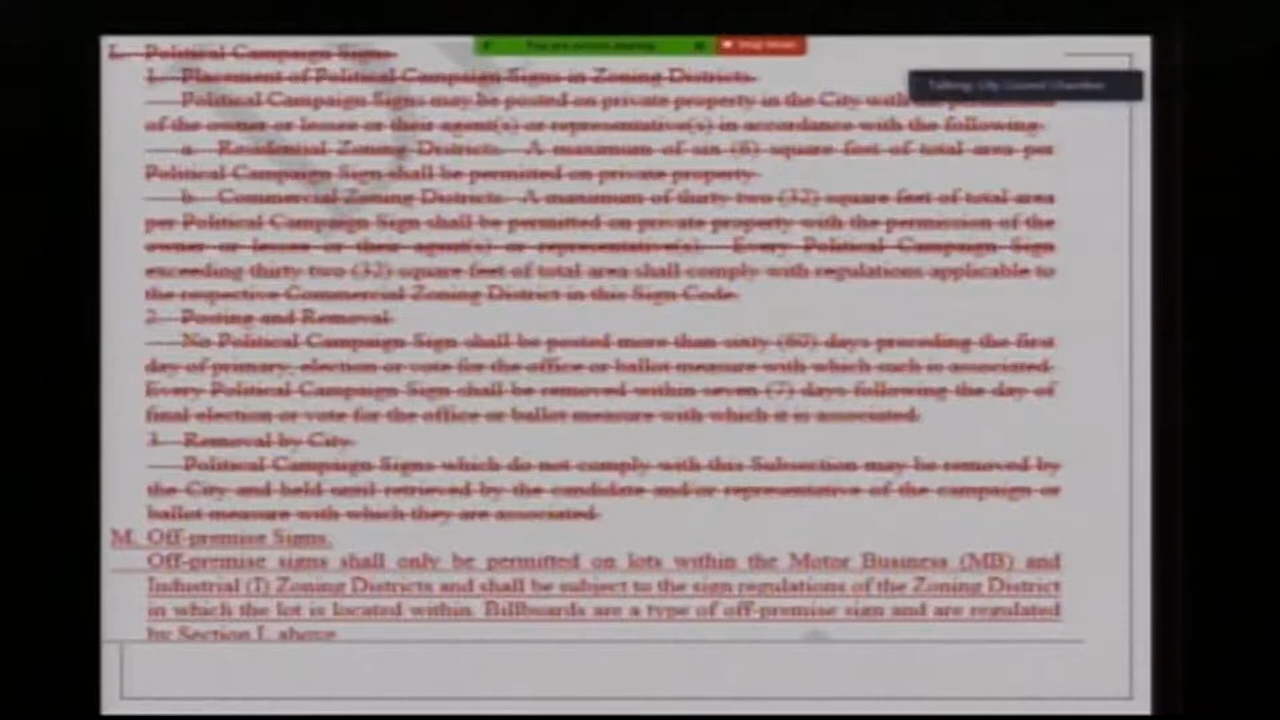 L. Political Campaign Signs.
1. Placement of Political Campaign Signs in Zoning Districts.
Political Campaign Signs may be posted on private property in the City with
of the owner or lessee or their agent(s) or representative(s) in accordance with the following.
a. Residential Zoning Districts. A maximum of six (6) square feet of total area per
Political Campaign Sign shall be permitted on private property.
b. Commercial Zoning Districts. A maximum of thirty two (32) square feet of total area
per Political Campaign Sign shall be permitted on private property with the permission of the
owner or lessee or their agent(s) or representative(s). Every Political Campaign Sign
exceeding thirty two (32) square feet of total area shall comply with regulations applicable to
the respective Commercial Zoning District in this Sign Code.
2. Posting and Removal.
No Political Campaign Sign shall be posted more than sixty (60) days preceding the first
day of primary, election or vote for the office or ballot measure with which such is associated.
Every Political Campaign Sign shall be removed within seven (7) days following the day of
final election or vote for the office or ballot measure with which it is associated.
3. Removal by City.
Political Campaign Signs which do not comply with this Subsection may be removed by
the City and held until retrieved by the candidate and/or representative of the campaign or
ballot measure with which they are associated.
M. Off-premise Signs.
Off-premise signs shall only be permitted on lots within the Motor Business (MB) and
Industrial (I) Zoning Districts and shall be subject to the sign regulations of the Zoning District
in which the lot is located within. Billboards are a type of off-premise sign and are regulated
by Section I. above.
You are screen sharing
Stop Share
Talking: City Council Chambers